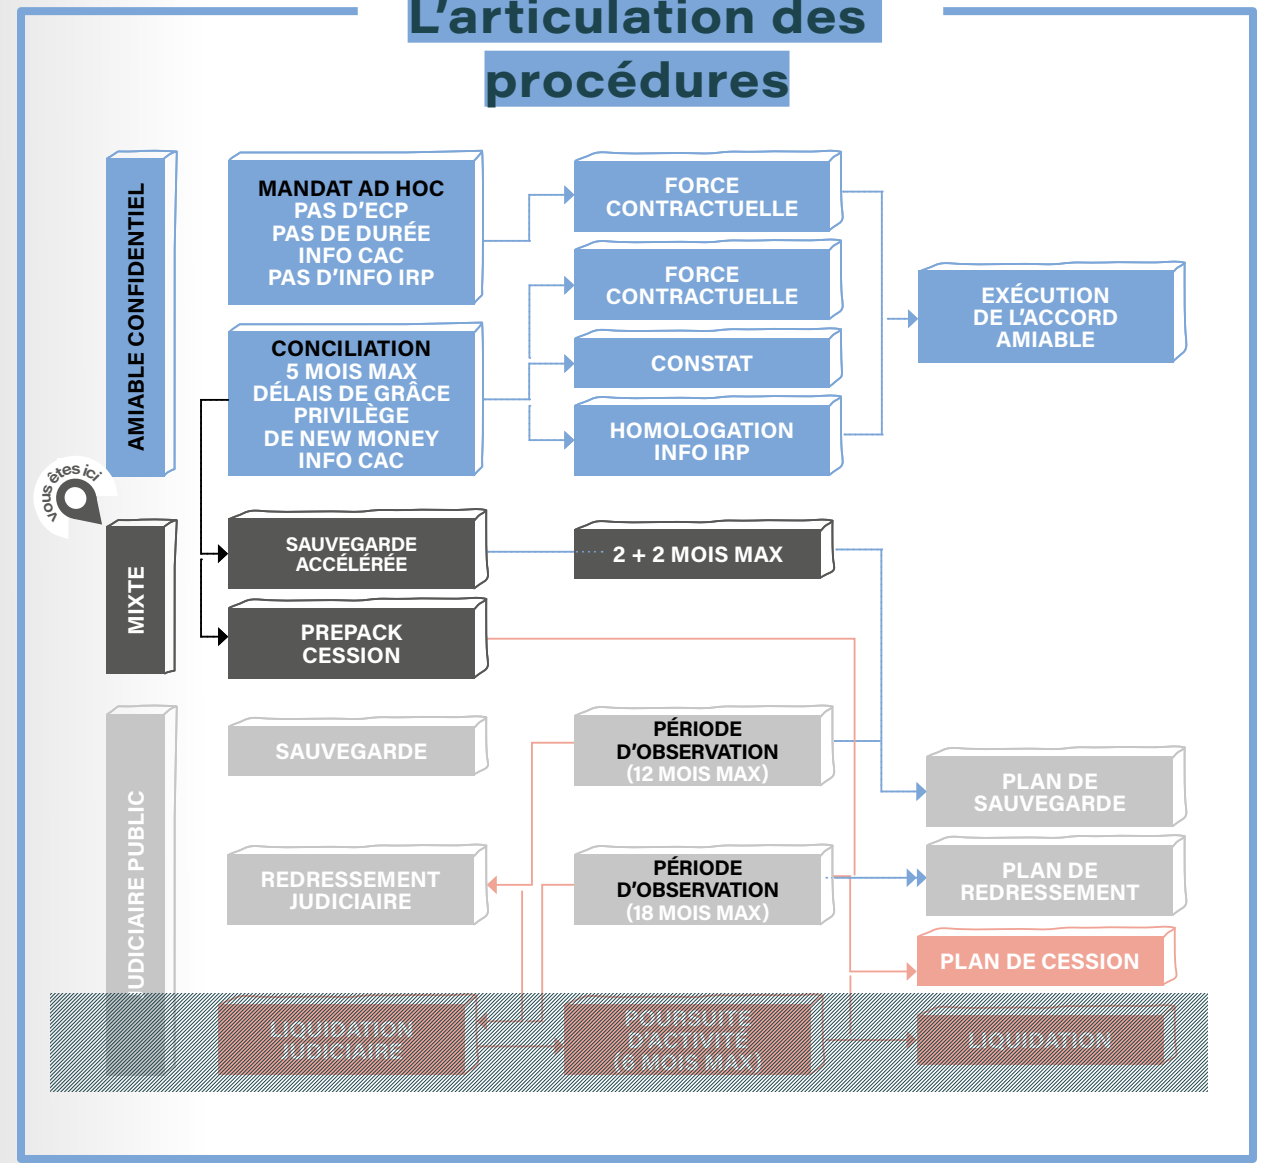 L'articulation des
procédures
AMIABLE CONFIDENTIEL
MANDAT AD HOC
PAS D'ECP
PAS DE DURÉE
INFO CAC
PAS D'INFO IRP
FORCE
CONTRACTUELLE
FORCE
CONTRACTUELLE
EXÉCUTION
DE L'ACCORD
AMIABLE
CONCILIATION
5 MOIS MAX
DÉLAIS DE GRÂCE
PRIVILÈGE
DE NEW MONEY
INFO CAC
CONSTAT
HOMOLOGATION
INFO IRP
vous êtes ici
MIXTE
SAUVEGARDE
ACCÉLÉRÉE
2 + 2 MOIS MAX
PREPACK
CESSION
JUDICIAIRE PUBLIC
SAUVEGARDE
PÉRIODE
D'OBSERVATION
(12 MOIS MAX)
PLAN DE
SAUVEGARDE
REDRESSEMENT
JUDICIAIRE
PÉRIODE
D'OBSERVATION
(18 MOIS MAX)
PLAN DE
REDRESSEMENT
PLAN DE CESSION
LIQUIDATION
JUDICIAIRE
POURSUITE
D'ACTIVITÉ
(6 MOIS MAX)
LIQUIDATION